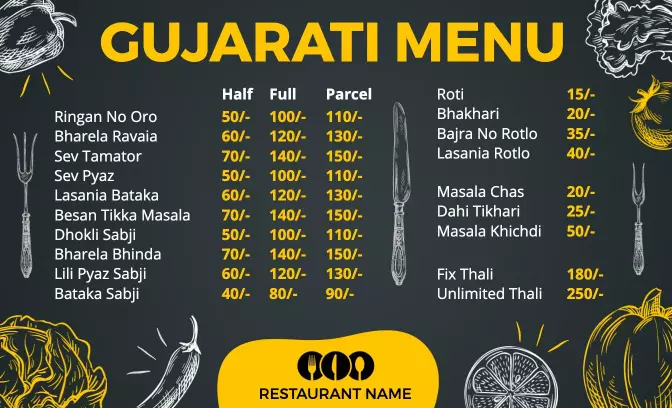 GUJARATI MENU
Half Full Parcel
Ringan No Oro 50/- 100/- 110/-
Bharela Ravaia 60/- 120/- 130/-
Sev Tamator 70/- 140/- 150/-
Sev Pyaz 50/- 100/- 110/-
Lasania Bataka 60/- 120/- 130/-
Besan Tikka Masala 70/- 140/- 150/-
Dhokli Sabji 50/- 100/- 110/-
Bharela Bhinda 70/- 140/- 150/-
Lili Pyaz Sabji 60/- 120/- 130/-
Bataka Sabji 40/- 80/- 90/-
Roti 15/-
Bhakhari 20/-
Bajra No Rotlo 35/-
Lasania Rotlo 40/-
Masala Chas 20/-
Dahi Tikhari 25/-
Masala Khichdi 50/-
Fix Thali 180/-
Unlimited Thali 250/-
RESTAURANT NAME